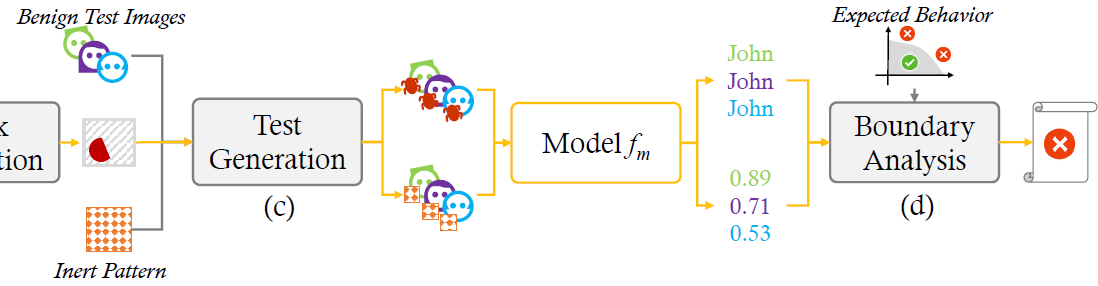 Benign Test Images
Expected Behavior
John
John
John
Test
Generation
Model fm
Boundary
Analysis
0.89
0.71
0.53
(c)
(d)
Inert Pattern